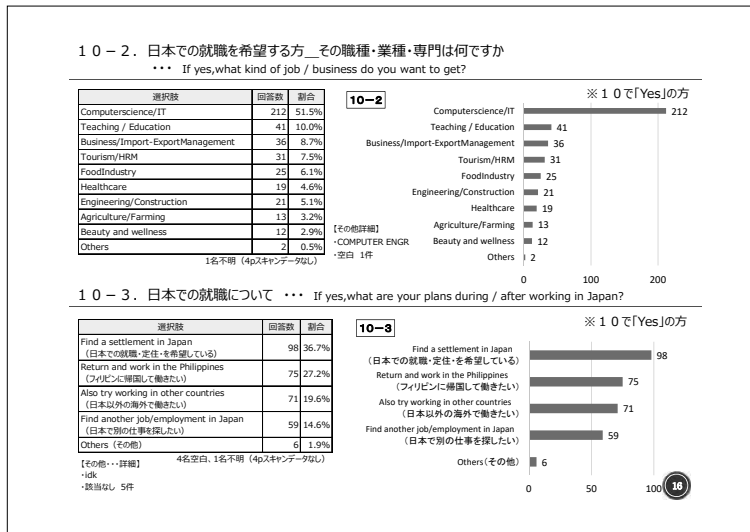 １０－２．日本での就職を希望する方＿その職種・業種・専門は何ですか
・・・ If yes,what kind of job / business do you want to get?
選択肢 回答数 割合
Computerscience/IT 212 51.5%
Teaching / Education 41 10.0%
Business/Import-ExportManagement 36 8.7%
Tourism/HRM 31 7.5%
FoodIndustry 25 6.1%
Healthcare 19 4.6%
Engineering/Construction 21 5.1%
Agriculture/Farming 13 3.2%
Beauty and wellness 12 2.9%
Others 2 0.5%
1名不明（4pスキャンデータなし）
10-2
※１０で「Yes」の方
Computerscience/IT 212
Teaching / Education 41
Business/Import-ExportManagement 36
Tourism/HRM 31
FoodIndustry 25
Engineering/Construction 21
Healthcare 19
Agriculture/Farming 13
Beauty and wellness 12
Others 2
0 100 200
【その他詳細】
・COMPUTER ENGR
・空白 1件
１０－３．日本での就職について ・・・ If yes,what are your plans during / after working in Japan?
選択肢 回答数 割合
Find a settlement in Japan
（日本での就職・定住・を希望している） 98 36.7%
Return and work in the Philippines
（フィリピンに帰国して働きたい） 75 27.2%
Also try working in other countries
（日本以外の海外で働きたい） 71 19.6%
Find another job/employment in Japan
（日本で別の仕事を探したい） 59 14.6%
Others（その他） 6 1.9%
4名空白、1名不明（4pスキャンデータなし）
【その他・・・詳細】
・idk
・該当なし 5件
10-3
※１０で「Yes」の方
Find a settlement in Japan
（日本での就職・定住・を希望している） 98
Return and work in the Philippines
（フィリピンに帰国して働きたい） 75
Also try working in other countries
（日本以外の海外で働きたい） 71
Find another job/employment in Japan
（日本で別の仕事を探したい） 59
Others（その他） 6
0 50 100
16